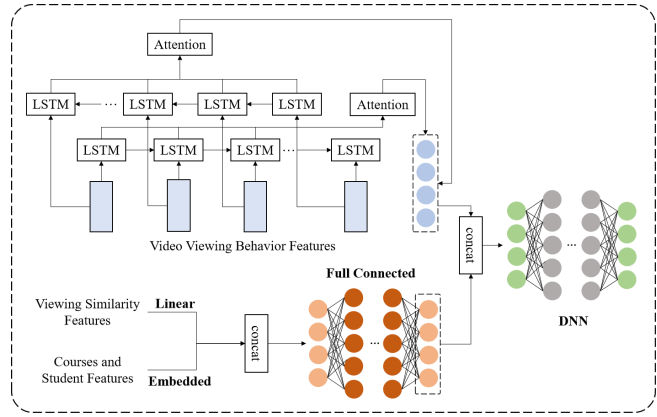 Attention
LSTM ... LSTM LSTM LSTM Attention
LSTM LSTM LSTM ... LSTM
Video Viewing Behavior Features
concat
... 
DNN
Full Connected
Viewing Similarity
Features
Linear
concat
...
Courses and
Student Features
Embedded